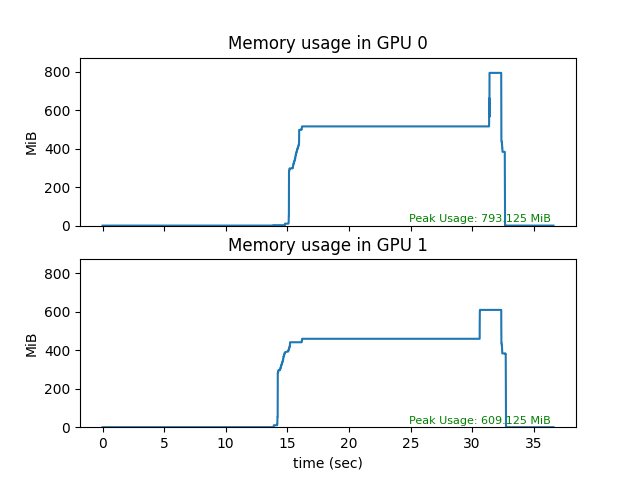 Memory usage in GPU 0
800
600
400
200
0
MiB
Peak Usage: 793.125 MiB
Memory usage in GPU 1
800
600
400
200
0
MiB
Peak Usage: 609.125 MiB
0 5 10 15 20 25 30 35
time (sec)